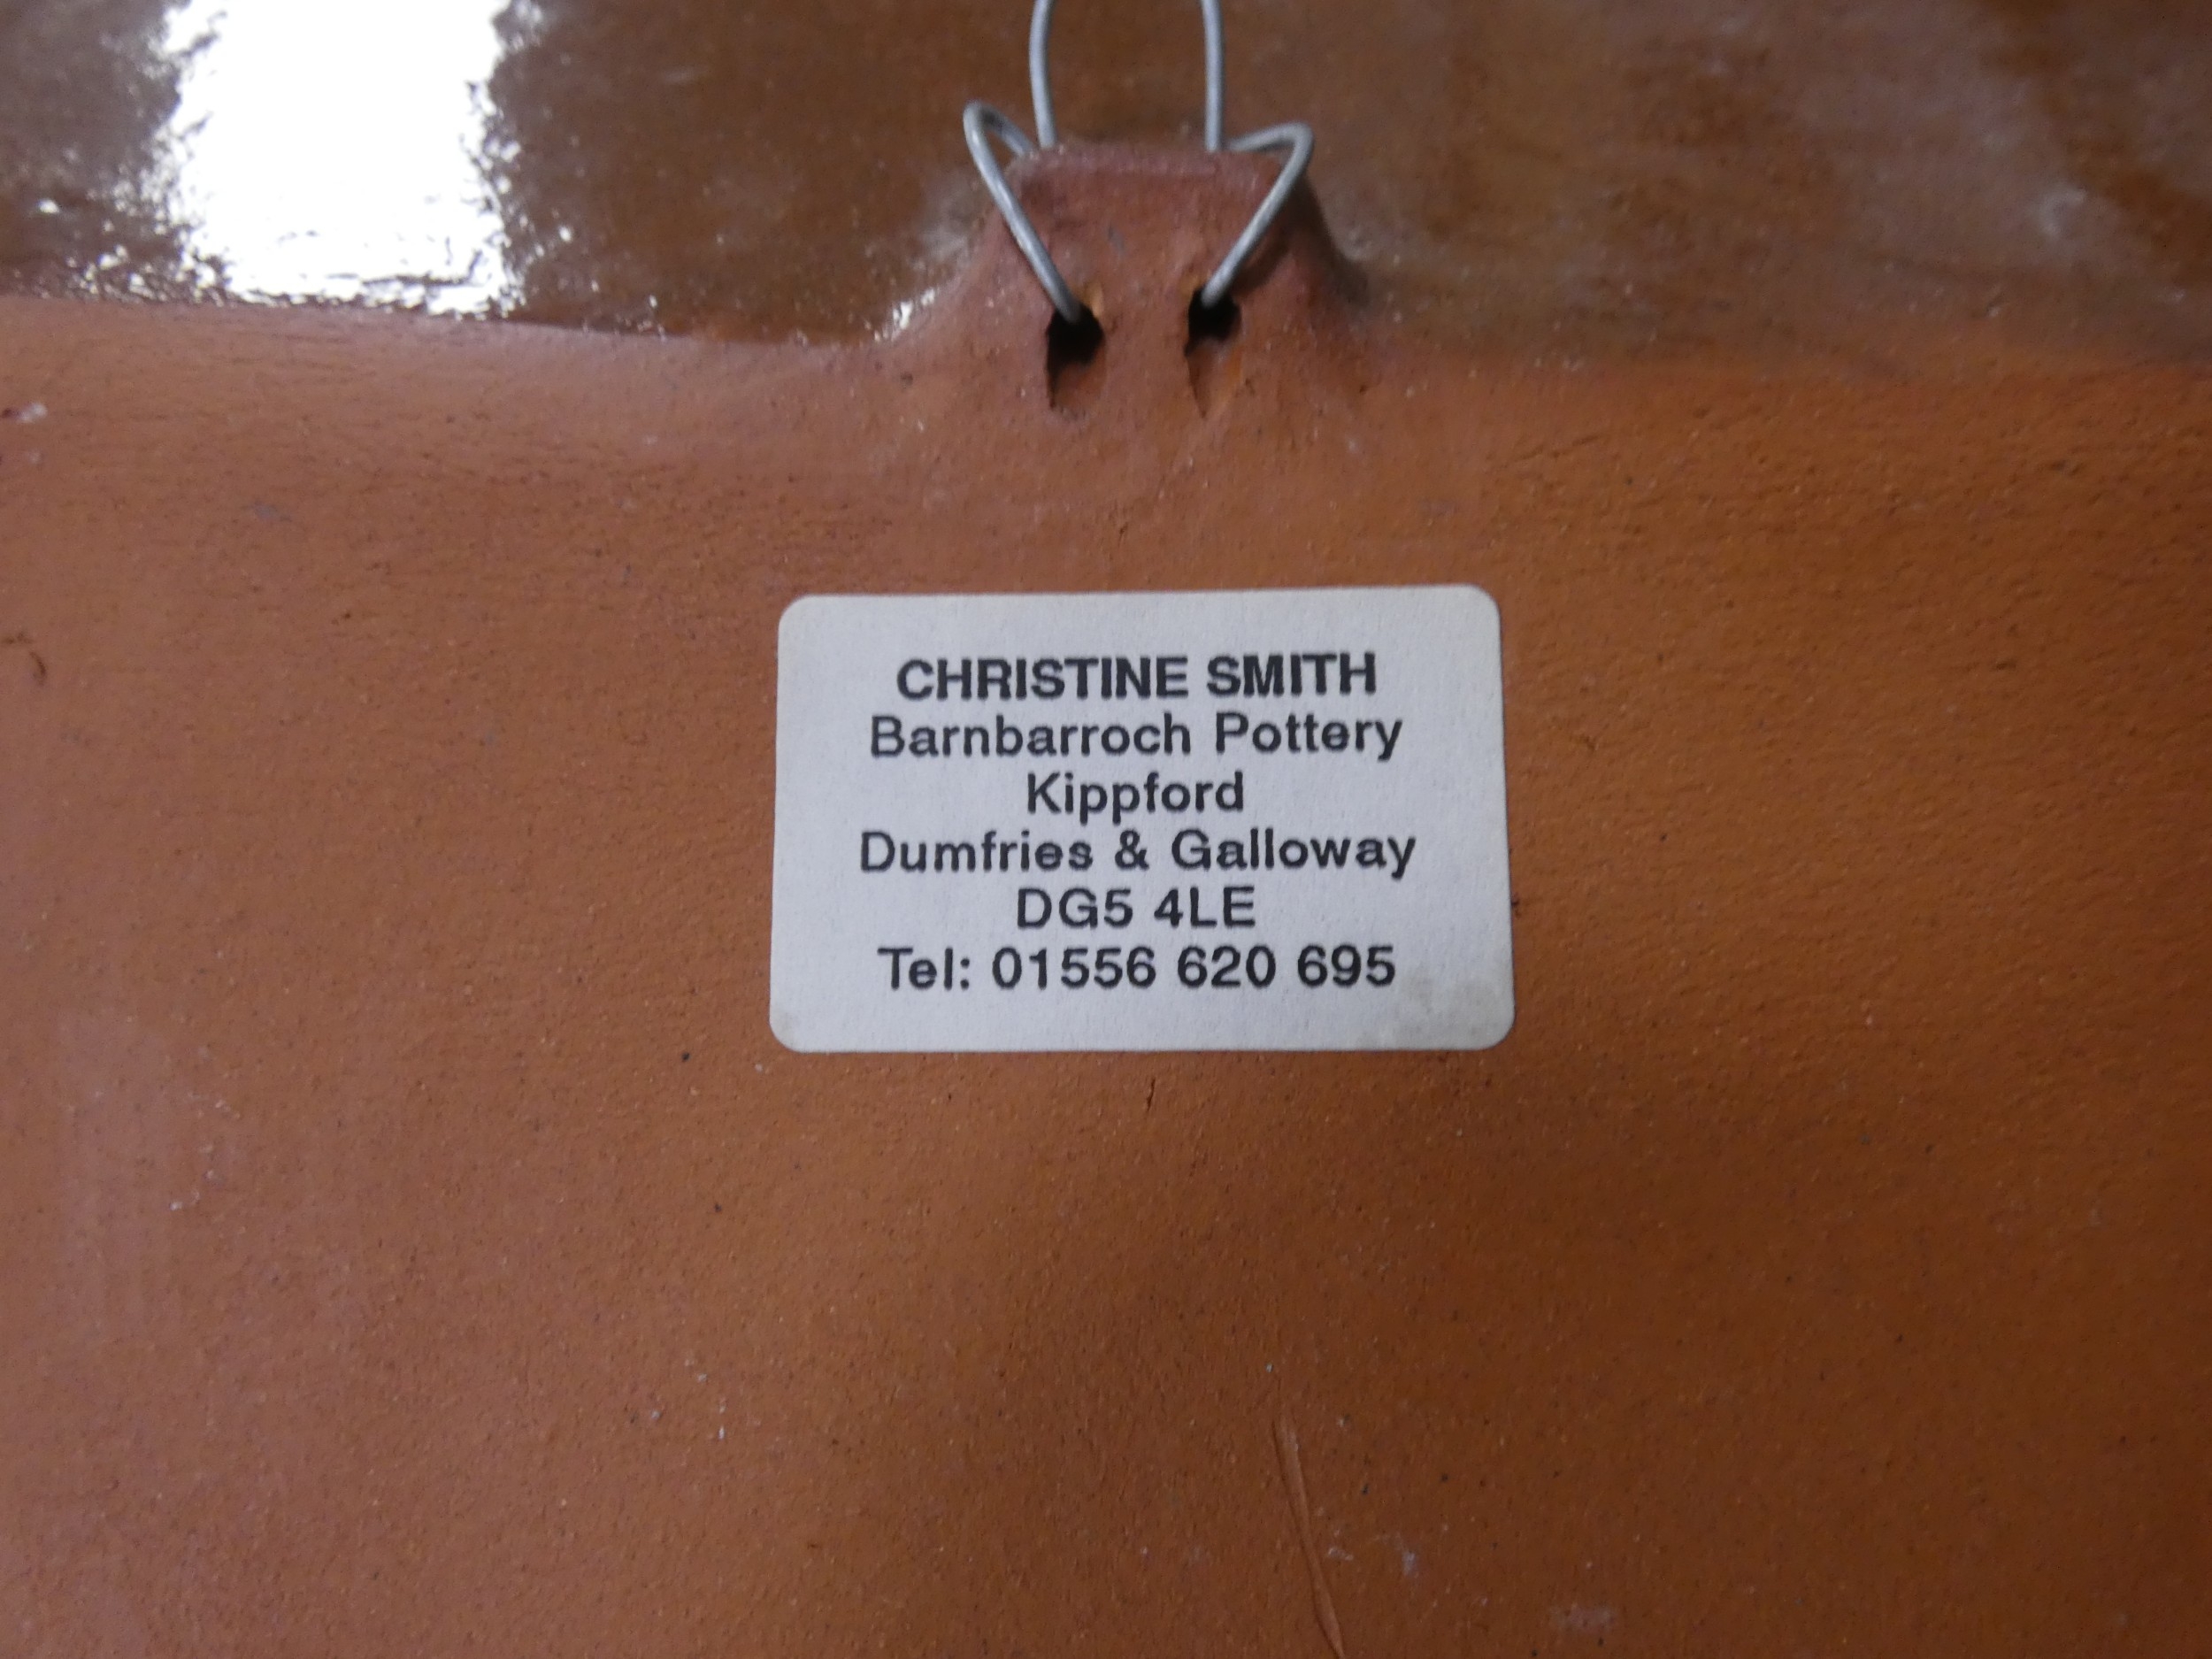 CHRISTINE SMITH
Barnbarroch Pottery
Kippford
Dumfries & Galloway
DG5 4LE
Tel: 01556 620 695